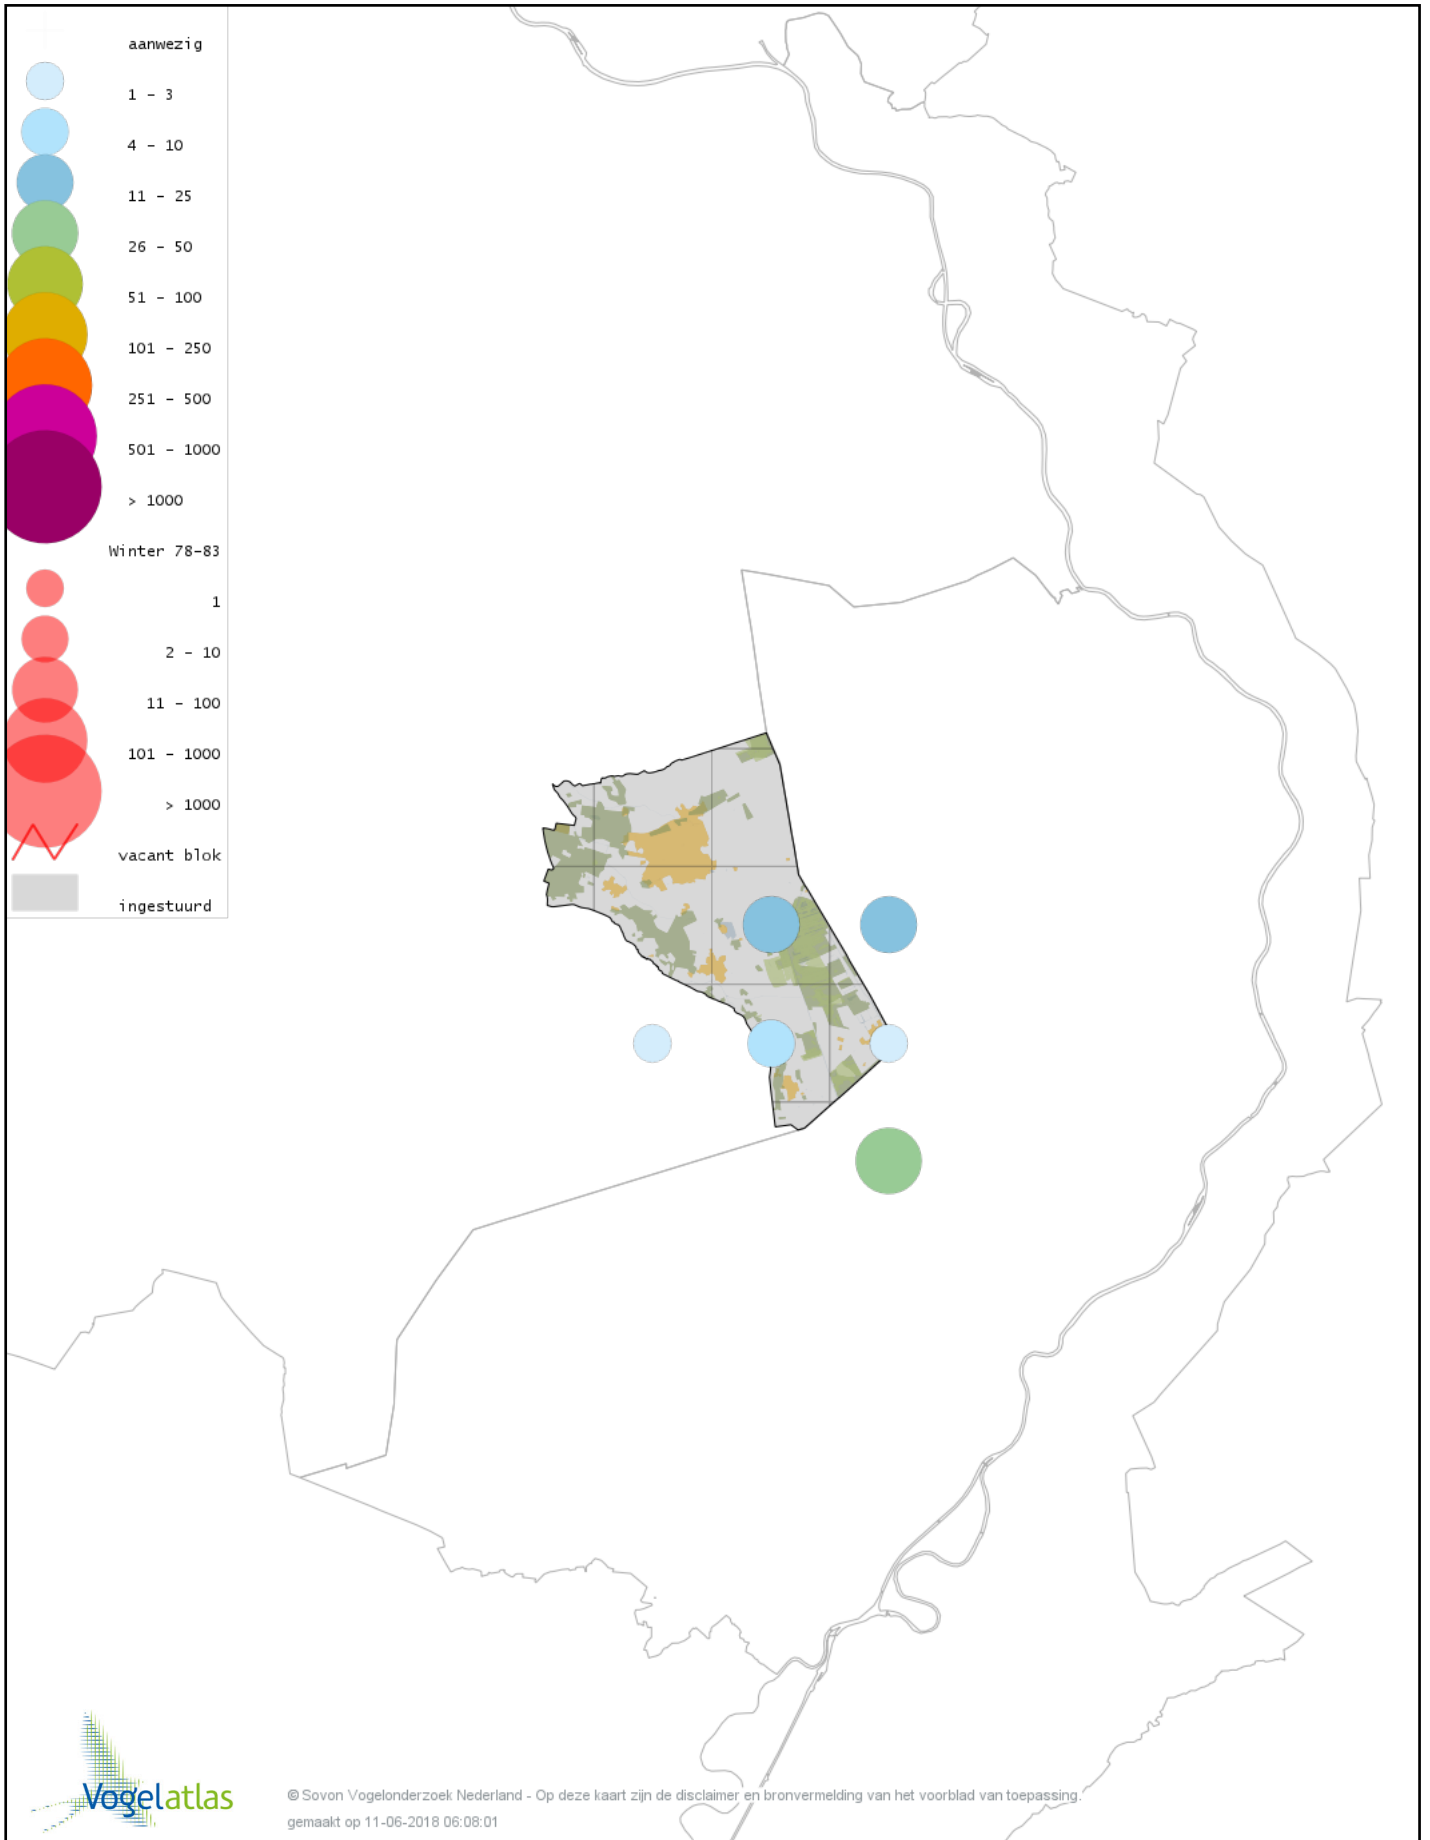 aanwezig
1 - 3
4 - 10
11 - 25
26 - 50
51 - 100
101 - 250
251 - 500
501 - 1000
> 1000
Winter 78-83
1
2 - 10
11 - 100
101 - 1000
> 1000
vacant blok
ingestuurd
Vogelatlas
© Sovon Vogelonderzoek Nederland - Op deze kaart zijn de disclaimer en bronvermelding van het voorblad van toepassing.
gemaakt op 11-06-2018 06:08:01